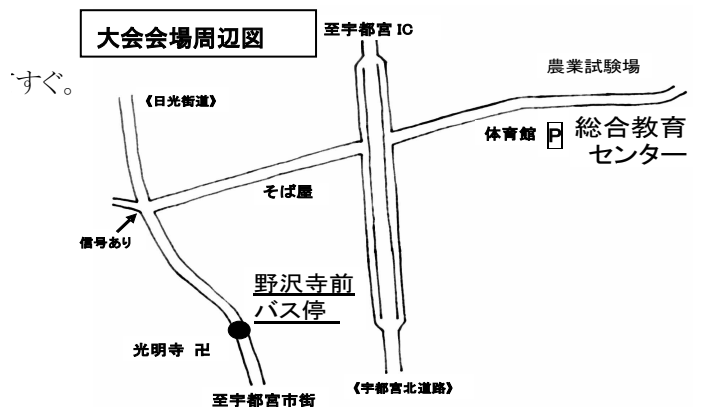 大会会場周辺図
至宇都宮 IC
すぐ。
農業試験場
《日光街道》
体育館
P
総合教育
センター
そば屋
信号あり
野沢寺前
バス停
光明寺 卍
至宇都宮市街
《宇都宮北道路》